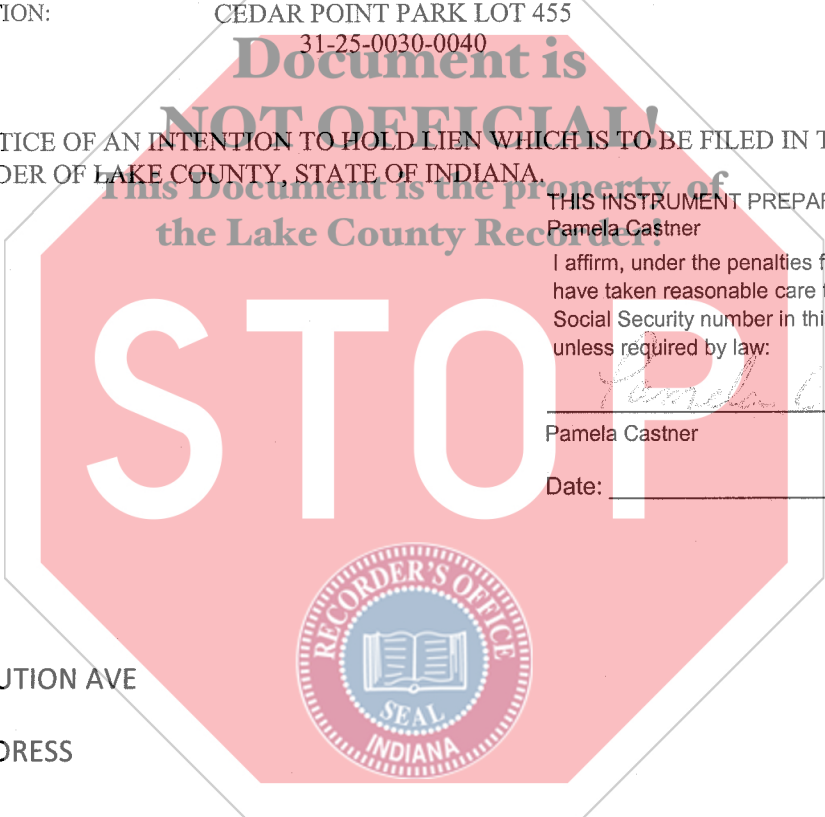 TION:
CEDAR POINT PARK LOT 455
31-25-0030-0040
Document is
NOT OFFICIAL!
TICE OF AN INTENTION TO HOLD LIEN WHICH IS TO BE FILED IN T
DER OF LAKE COUNTY, STATE OF INDIANA.
This Document is the property of
the Lake County Recorder!
THIS INSTRUMENT PREPAR
Pamela Castner
I affirm, under the penalties f
have taken reasonable care t
Social Security number in thi
unless required by law:
Pamela C
Pamela Castner
Date:
STOP
RECORDER'S OFFICE
SEAL
INDIANA
UTION AVE
DRESS